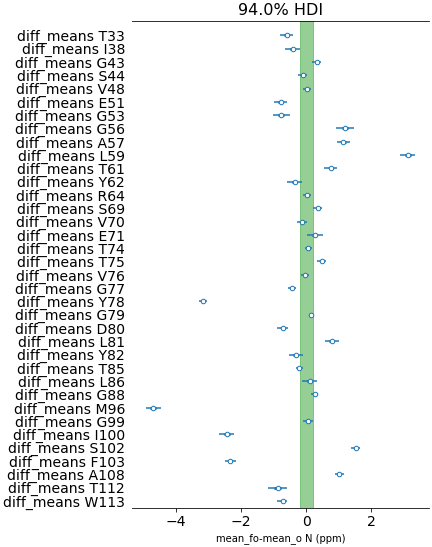 94.0% HDI
diff_means T33
diff_means I38
diff_means G43
diff_means S44
diff_means V48
diff_means E51
diff_means G53
diff_means G56
diff_means A57
diff_means L59
diff_means T61
diff_means Y62
diff_means R64
diff_means S69
diff_means V70
diff_means E71
diff_means T74
diff_means T75
diff_means V76
diff_means G77
diff_means Y78
diff_means G79
diff_means D80
diff_means L81
diff_means Y82
diff_means T85
diff_means L86
diff_means G88
diff_means M96
diff_means G99
diff_means I100
diff_means S102
diff_means F103
diff_means A108
diff_means T112
diff_means W113
−4 −2 0 2
mean_fo-mean_o N (ppm)